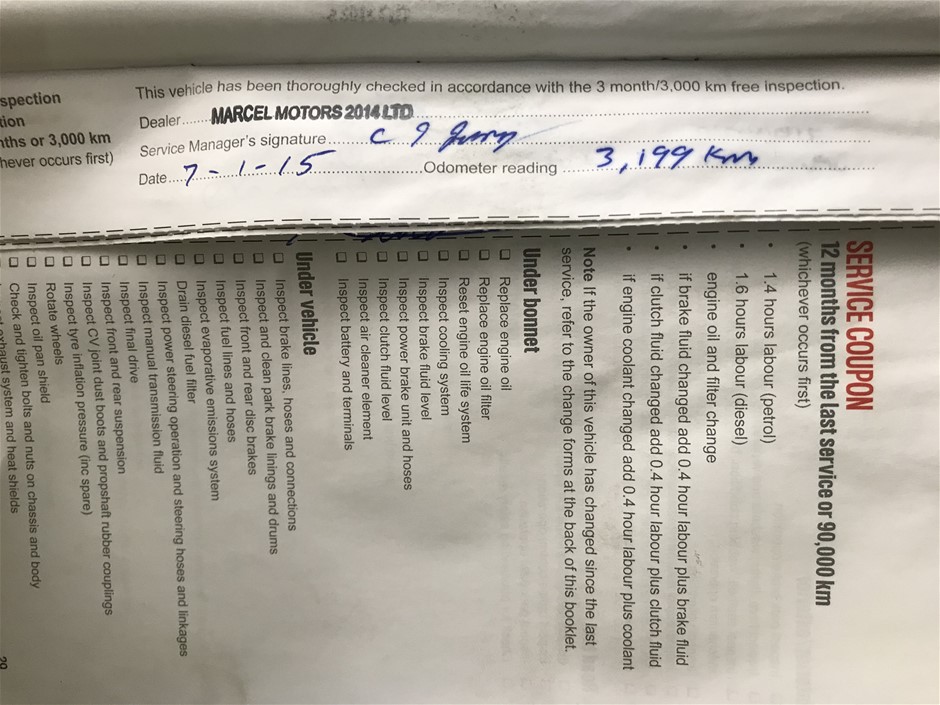 spection
tion
ths or 3,000 km
hever occurs first)
This vehicle has been thoroughly checked in accordance with the 3 month/3,000 km free inspection.
Dealer......MARCEL MOTORS 2014 LTD
Service Manager's signature
Date....7-1-15....Odometer reading ....3,199 km
SERVICE COUPON
12 months from the last service or 90,000 km
(whichever occurs first)
• 1.4 hours labour (petrol)
• 1.6 hours labour (diesel)
engine oil and filter change
• if brake fluid changed add 0.4 hour labour plus brake fluid
• if clutch fluid changed add 0.4 hour labour plus clutch fluid
• if engine coolant changed add 0.4 hour labour plus coolant
Note If the owner of this vehicle has changed since the last
service, refer to the change forms at the back of this booklet.
Under bonnet
❑ Replace engine oil
❑ Replace engine oil filter
❑ Reset engine oil life system
❑ Inspect cooling system
❑ Inspect brake fluid level
❑ Inspect power brake unit and hoses
❑ Inspect clutch fluid level
❑ Inspect air cleaner element
❑ Inspect battery and terminals
Under vehicle
❑ Inspect brake lines, hoses and connections
❑ Inspect and clean park brake linings and drums
❑ Inspect front and rear disc brakes
❑ Inspect fuel lines and hoses
❑ Inspect evaporative emissions system
❑ Drain diesel fuel filter
❑ Inspect power steering operation and steering hoses and linkages
❑ Inspect manual transmission fluid
❑ Inspect final drive
❑ Inspect front and rear suspension
❑ Inspect CV joint dust boots and propshaft rubber couplings
❑ Inspect tyre inflation pressure (inc spare)
❑ Rotate wheels
❑ Inspect oil pan shield
❑ Check and tighten bolts and nuts on chassis and body
exhaust system and heat shields
20